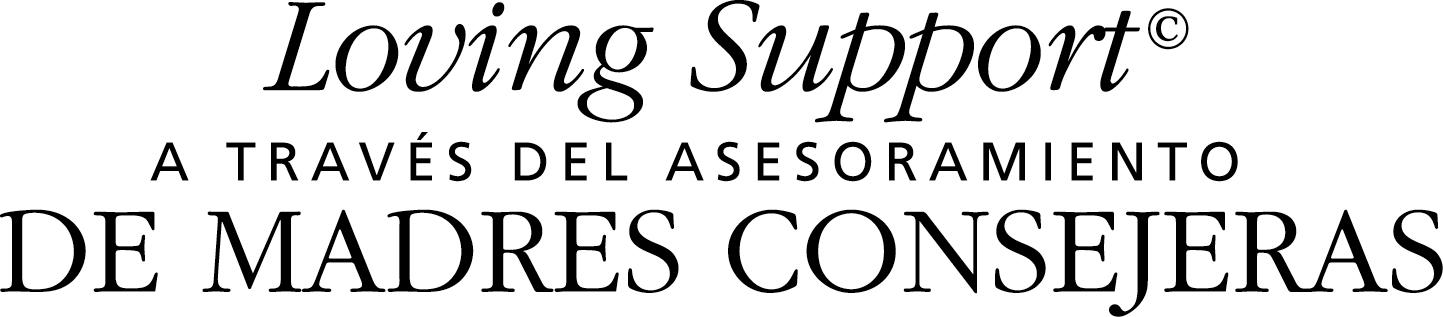 Loving Support©
A TRAVÉS DEL ASESORAMIENTO
DE MADRES CONSEJERAS